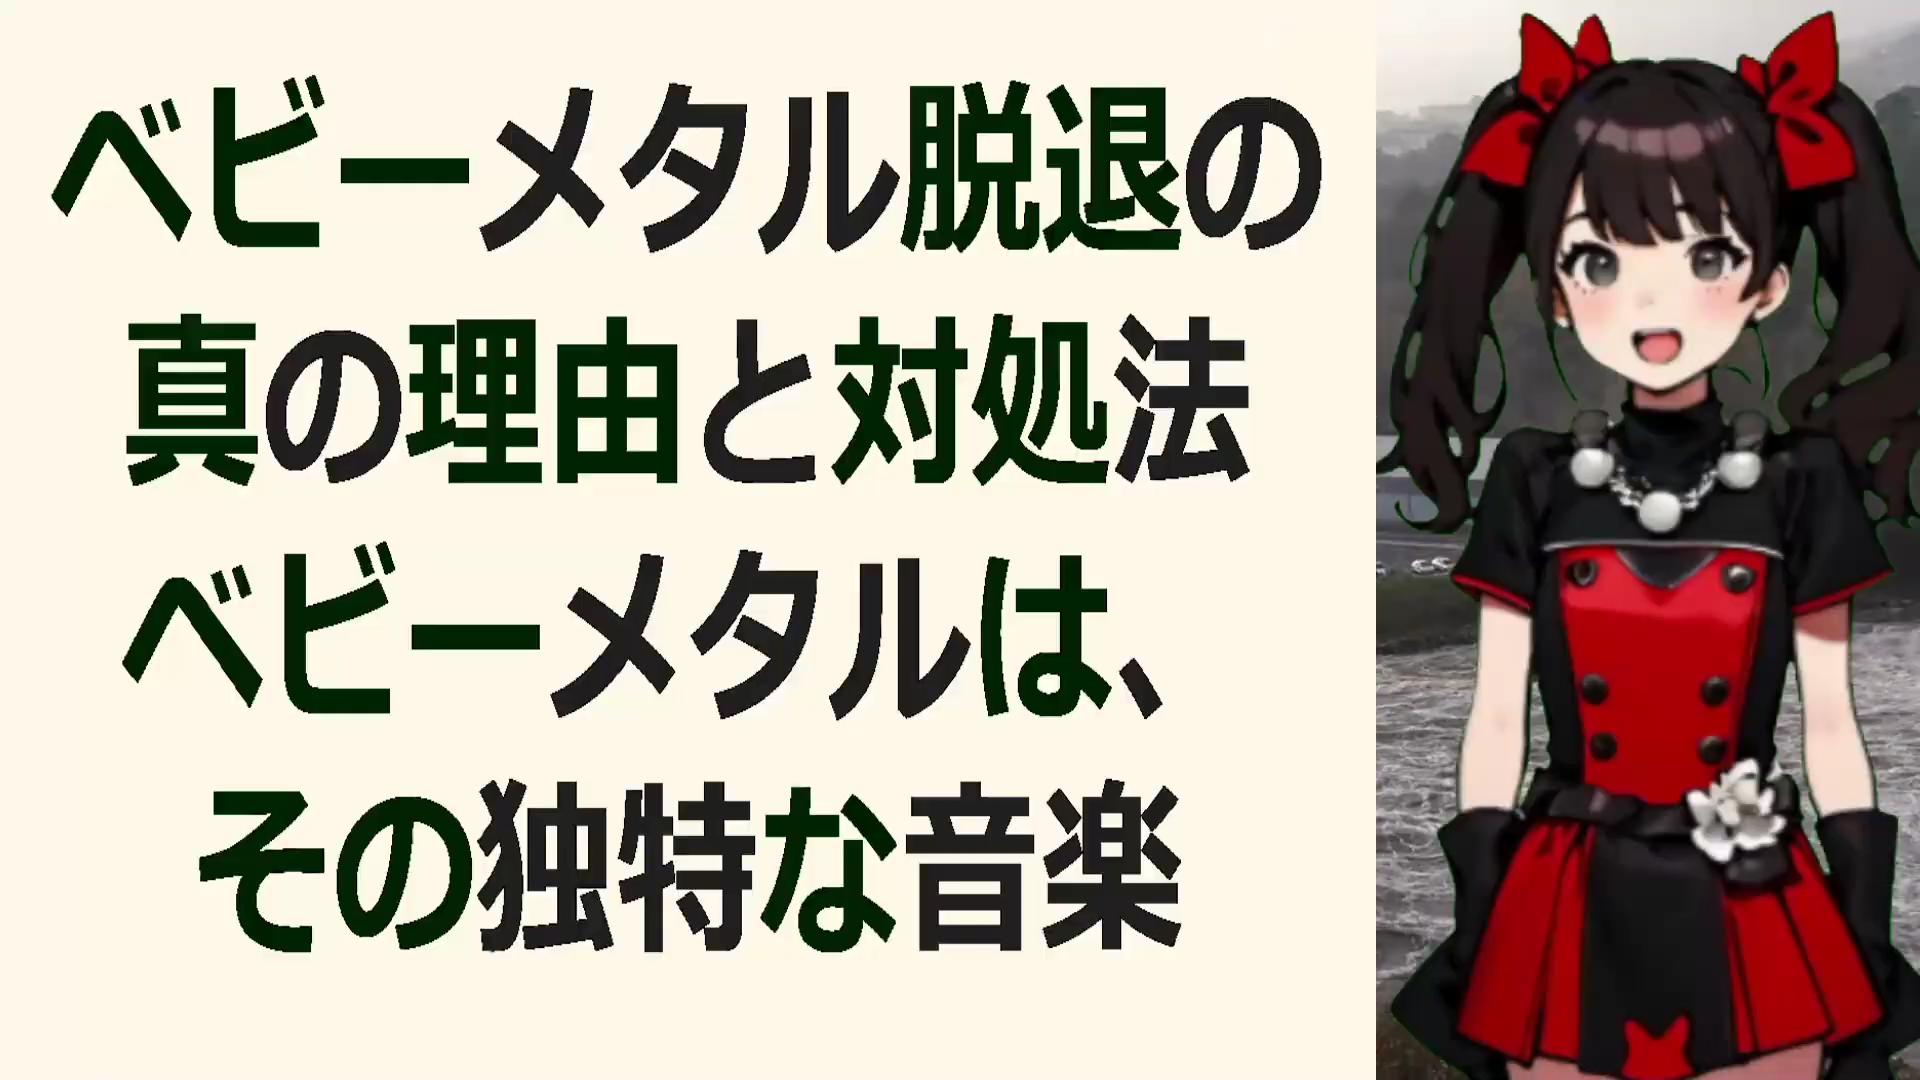 ベビーメタル脱退の
真の理由と対処法
ベビーメタルは、
その独特な音楽